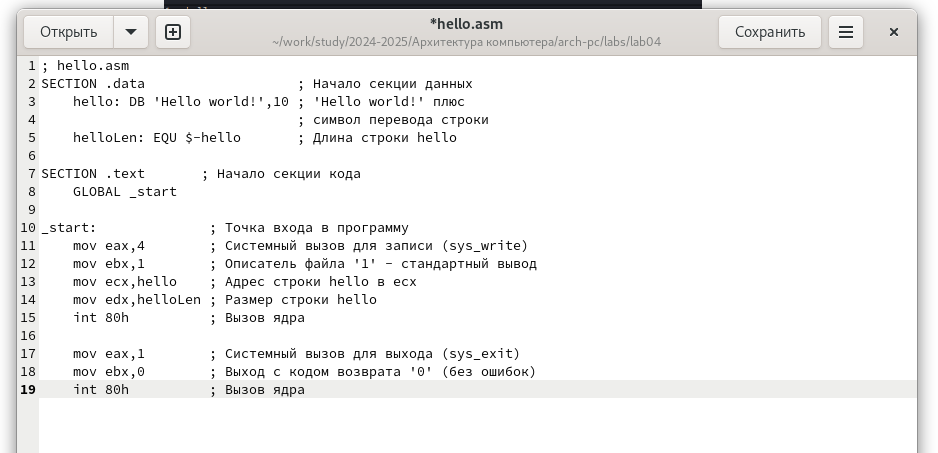 Открыть
*hello.asm
~/work/study/2024-2025/Архитектура компьютера/arch-pc/labs/lab04
Сохранить
1 ; hello.asm
2 SECTION .data                   ; Начало секции данных
3     hello: DB 'Hello world!',10 ; 'Hello world!' плюс
4                                 ; символ перевода строки
5     helloLen: EQU $-hello       ; Длина строки hello
6
7 SECTION .text       ; Начало секции кода
8     GLOBAL _start
9
10 _start:              ; Точка входа в программу
11     mov eax,4        ; Системный вызов для записи (sys_write)
12     mov ebx,1        ; Описатель файла '1' - стандартный вывод
13     mov ecx,hello    ; Адрес строки hello в ecx
14     mov edx,helloLen ; Размер строки hello
15     int 80h          ; Вызов ядра
16
17     mov eax,1        ; Системный вызов для выхода (sys_exit)
18     mov ebx,0        ; Выход с кодом возврата '0' (без ошибок)
19     int 80h          ; Вызов ядра